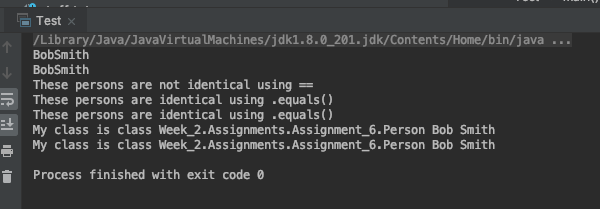 Test
/Library/Java/JavaVirtualMachines/jdk1.8.0_201.jdk/Contents/Home/bin/java ...
BobSmith
BobSmith
These persons are not identical using ==
These persons are identical using .equals()
These persons are identical using .equals()
My class is class Week_2.Assignments.Assignment_6.Person Bob Smith
My class is class Week_2.Assignments.Assignment_6.Person Bob Smith
Process finished with exit code 0